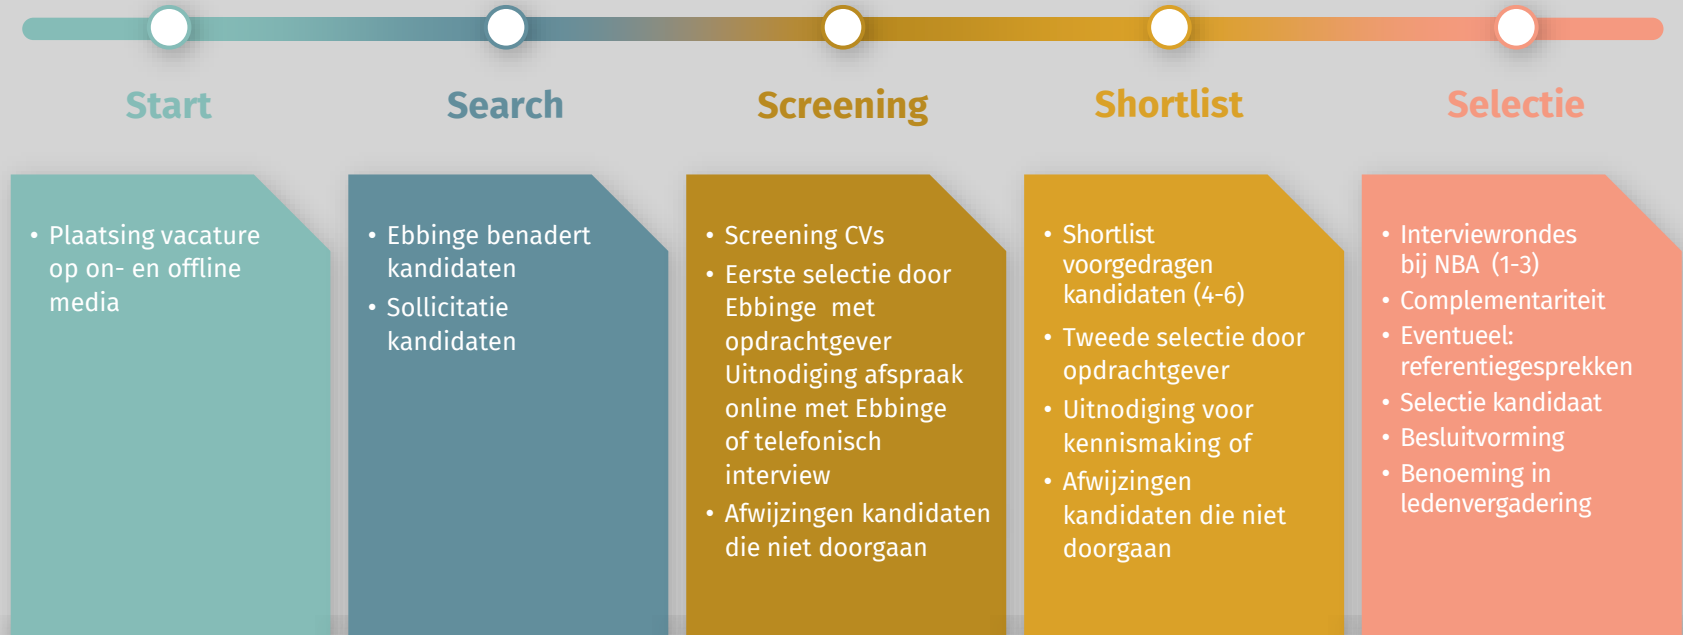 Start
Search
Screening
Shortlist
Selectie
• Plaatsing vacature
op on- en offline
media
• Ebbinge benadert
kandidaten
• Sollicitatie
kandidaten
• Screening CVs
• Eerste selectie door
Ebbinge met
opdrachtgever
Uitnodiging afspraak
online met Ebbinge
of telefonisch
interview
• Afwijzingen kandidaten
die niet doorgaan
• Shortlist
voorgedragen
kandidaten (4-6)
• Tweede selectie door
opdrachtgever
• Uitnodiging voor
kennismaking of
• Afwijzingen
kandidaten die niet
doorgaan
• Interviewrondes
bij NBA (1-3)
• Complementariteit
• Eventueel:
referentiegesprekken
• Selectie kandidaat
• Besluitvorming
• Benoeming in
ledenvergadering